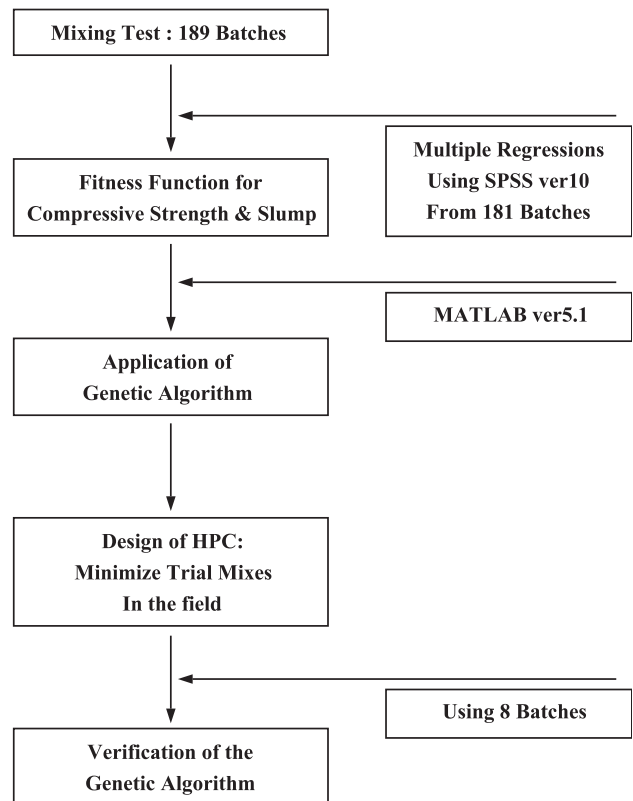 Mixing Test : 189 Batches
Multiple Regressions
Using SPSS ver10
From 181 Batches
Fitness Function for
Compressive Strength & Slump
MATLAB ver5.1
Application of
Genetic Algorithm
Design of HPC:
Minimize Trial Mixes
In the field
Using 8 Batches
Verification of the
Genetic Algorithm